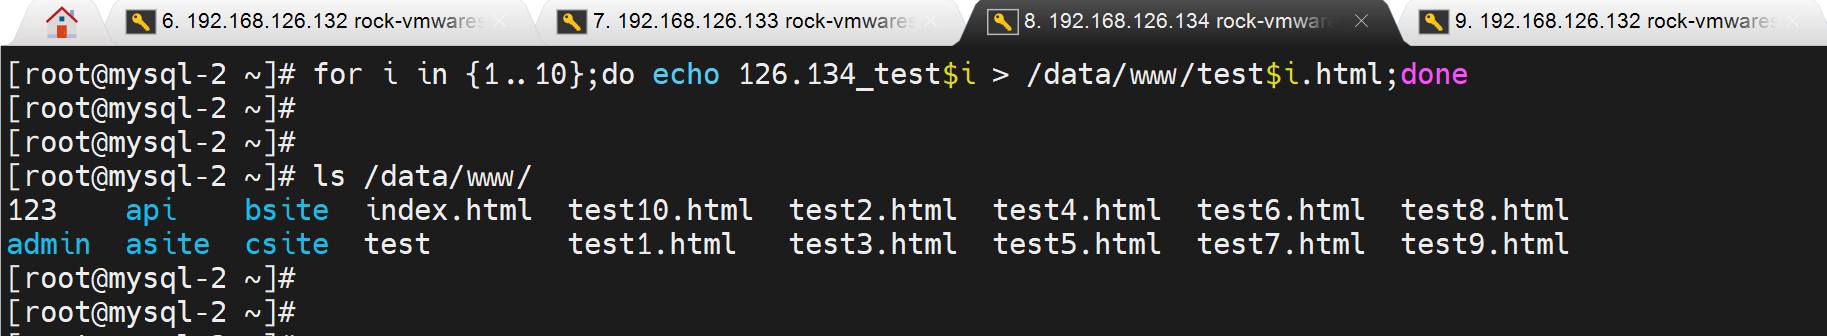 6. 192.168.126.132 rock-vmwares 7. 192.168.126.133 rock-vmwares 8. 192.168.126.134 rock-vmware 9. 192.168.126.132 rock-vmwares
[root@mysql-2 ~]# for i in {1..10};do echo 126.134_test$i > /data/www/test$i.html;done
[root@mysql-2 ~]#
[root@mysql-2 ~]#
[root@mysql-2 ~]# ls /data/www/
123 api bsite index.html test10.html test2.html test4.html test6.html test8.html
admin asite csite test test1.html test3.html test5.html test7.html test9.html
[root@mysql-2 ~]#
[root@mysql-2 ~]#